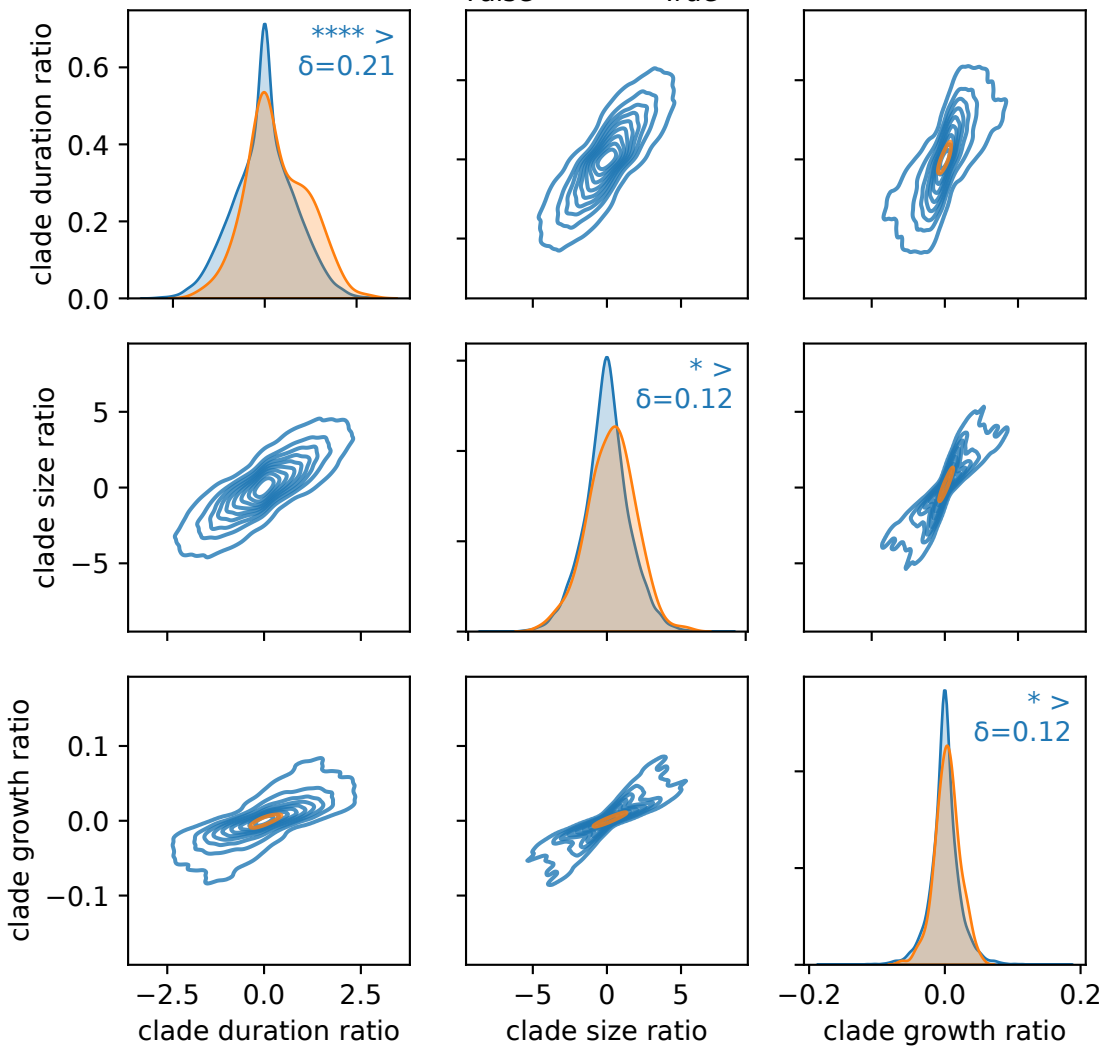 **** >
δ=0.21
clade duration ratio
0.6
0.4
0.2
0.0
* >
δ=0.12
clade size ratio
5
0
−5
* >
δ=0.12
clade growth ratio
0.1
0.0
−0.1
−2.5 0.0 2.5
clade duration ratio
−5 0 5
clade size ratio
−0.2 0.0 0.2
clade growth ratio